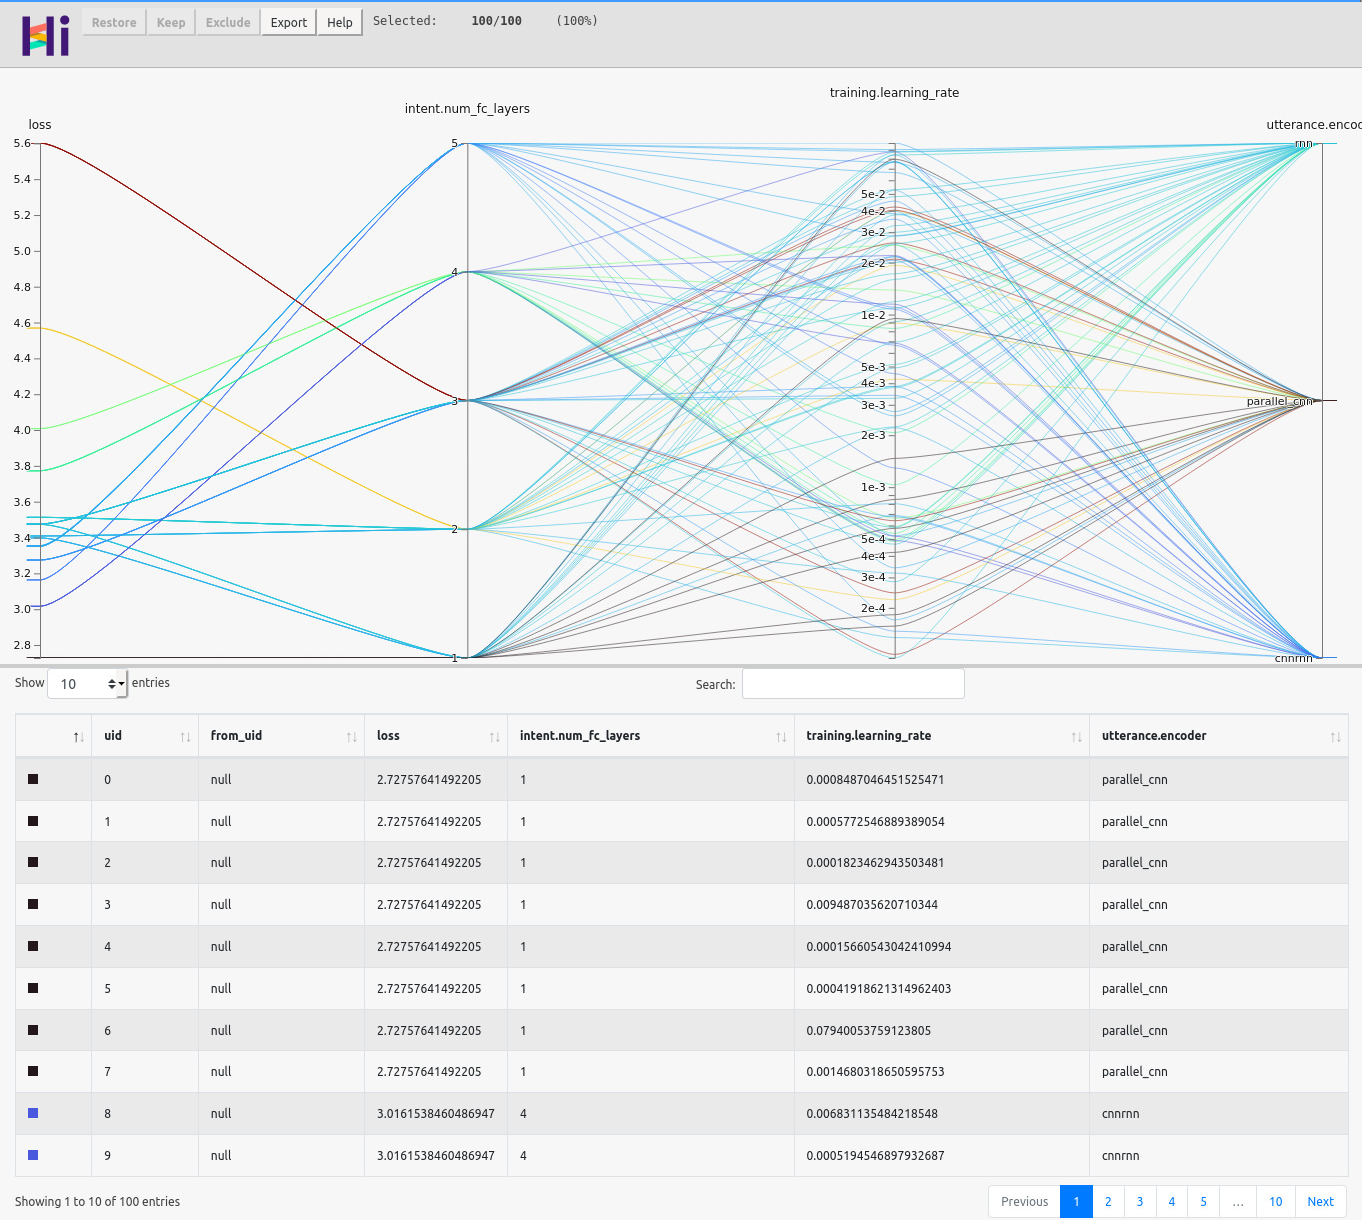 Hi Restore Keep Exclude Export Help Selected: 100/100 (100%)
training.learning_rate
intent.num_fc_layers
loss
utterance.enco
5.6
5.4
5.2
5.0
4.8
4.6
4.4
4.2
4.0
3.8
3.6
3.4
3.2
3.0
2.8
5
4
3
2
1
5e-2
4e-2
3e-2
2e-2
1e-2
5e-3
4e-3
3e-3
2e-3
1e-3
5e-4
4e-4
3e-4
2e-4
rnn
parallel_cnn
cnnrnn
Show 10 entries Search:
uid from_uid loss intent.num_fc_layers training.learning_rate utterance.encoder
0 null 2.72757641492205 1 0.0008487046451525471 parallel_cnn
1 null 2.72757641492205 1 0.0005772546889389054 parallel_cnn
2 null 2.72757641492205 1 0.0001823462943503481 parallel_cnn
3 null 2.72757641492205 1 0.009487035620710344 parallel_cnn
4 null 2.72757641492205 1 0.00015660543042410994 parallel_cnn
5 null 2.72757641492205 1 0.00041918621314962403 parallel_cnn
6 null 2.72757641492205 1 0.07940053759123805 parallel_cnn
7 null 2.72757641492205 1 0.0014680318650595753 parallel_cnn
8 null 3.0161538460486947 4 0.006831135484218548 cnnrnn
9 null 3.0161538460486947 4 0.0005194546897932687 cnnrnn
Showing 1 to 10 of 100 entries Previous 1 2 3 4 5 … 10 Next